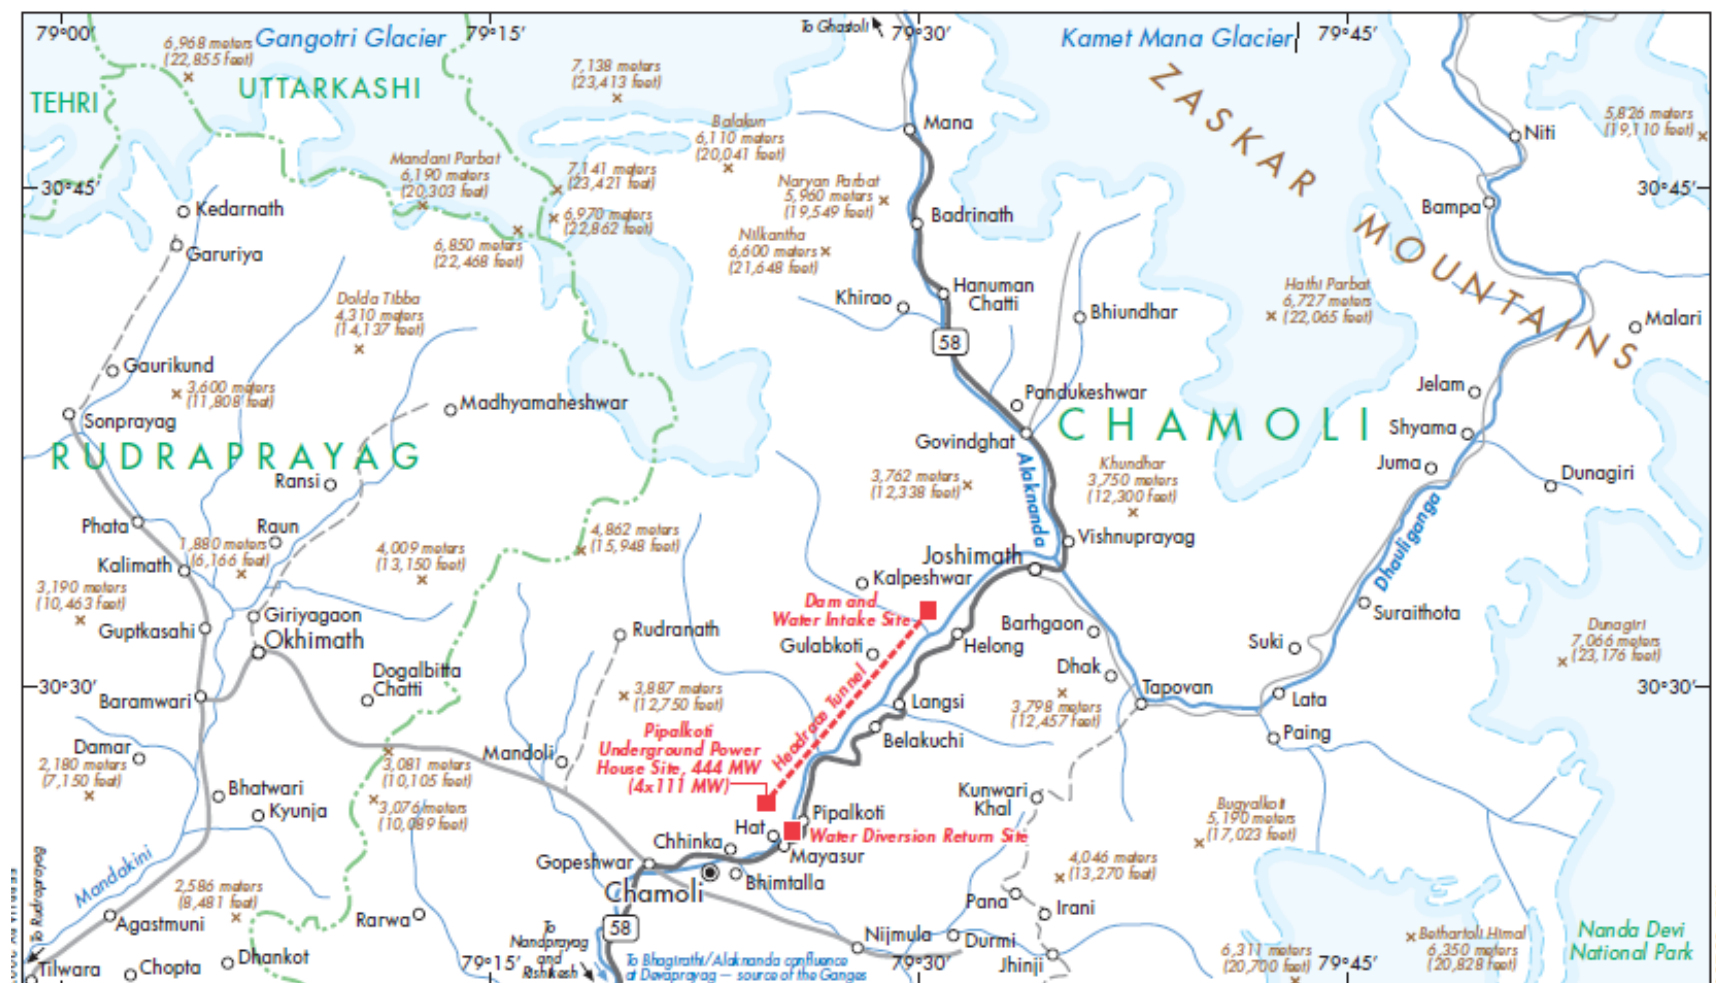 79°00′
Gangotri Glacier
79°15′
To Ghastoli
79°30′
Kamet Mana Glacier
79°45′
6,968 meters
(22,855 feet)
UTTARKASHI
TEHRI
7,138 meters
(23,413 feet)
ZASKAR MOUNTAINS
5,826 meters
(19,110 feet)
Balakun
6,110 meters
(20,041 feet)
Mana
Niti
Mandani Parbat
6,190 meters
(20,303 feet)
7,141 meters
(23,421 feet)
Naryan Parbat
5,960 meters
(19,549 feet)
30°45′
30°45′
Kedarnath
6,970 meters
(22,862 feet)
Badrinath
Bampa
Garuriya
6,850 meters
(22,468 feet)
Nilkantha
6,600 meters
(21,648 feet)
Dolda Tibba
4,310 meters
(14,137 feet)
Khirao
Hanuman
Chatti
Bhiundhar
Hathi Parbat
6,727 meters
(22,065 feet)
Malari
58
Gaurikund
3,600 meters
(11,808 feet)
Pandukeshwar
Jelam
Sonprayag
Madhyamaheshwar
CHAMOLI
Shyama
Govindghat
RUDRAPRAYAG
Alaknanda
Juma
Dunagiri
Ransi
3,762 meters
(12,338 feet)
Khundhar
3,750 meters
(12,300 feet)
Phata
Raun
4,862 meters
(15,948 feet)
Vishnuprayag
Dhauliganga
Kalimath
1,880 meters
(6,166 feet)
4,009 meters
(13,150 feet)
Joshimath
Kalpeshwar
3,190 meters
(10,463 feet)
Dam and
Water Intake Site
Suraithota
Giriyagaon
Guptkasahi
Okhimath
Rudranath
Gulabkoti
Helong
Barhgaon
Suki
Dunagiri
7,066 meters
(23,176 feet)
Dogalbitta
Chatti
Dhak
30°30′
30°30′
Baramwari
3,887 meters
(12,750 feet)
Headrace Tunnel
Langsi
3,798 meters
(12,457 feet)
Tapovan
Lata
Pipalkoti
Underground Power
House Site, 444 MW
(4x111 MW)
Belakuchi
Paing
Damar
2,180 meters
(7,150 feet)
Mandoli
3,081 meters
(10,105 feet)
Bhatwari
Kyunja
3,076 meters
(10,089 feet)
Kunwari
Khal
Bugyalkoti
5,190 meters
(17,023 feet)
Pipalkoti
Hat
Water Diversion Return Site
Chhinka
Mayasur
Gopeshwar
Mandakini
Chamoli
Bhimtalla
4,046 meters
(13,270 feet)
2,586 meters
(8,481 feet)
Pana
Irani
To Rudraprayag
Agastmuni
Rarwa
58
To
Nandprayag
and
Rishikesh
Nijmula
Durmi
Bethartoli Himal
6,350 meters
(20,828 feet)
Nanda Devi
National Park
Tilwara
Chopta
Dhankot
79°15′
To Bhagirathi/Alaknanda confluence
at Devaprayag — source of the Ganges
79°30′
Jhinji
6,311 meters
(20,700 feet)
79°45′